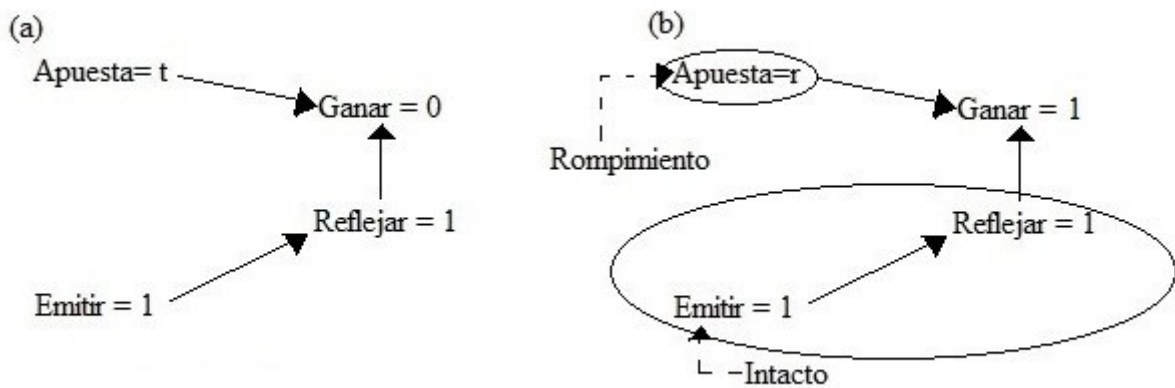 (a)
Apuesta= t
Ganar = 0
Reflejar = 1
Emitir = 1
(b)
Apuesta=r
Ganar = 1
Rompimiento
Reflejar = 1
Emitir = 1
Intacto